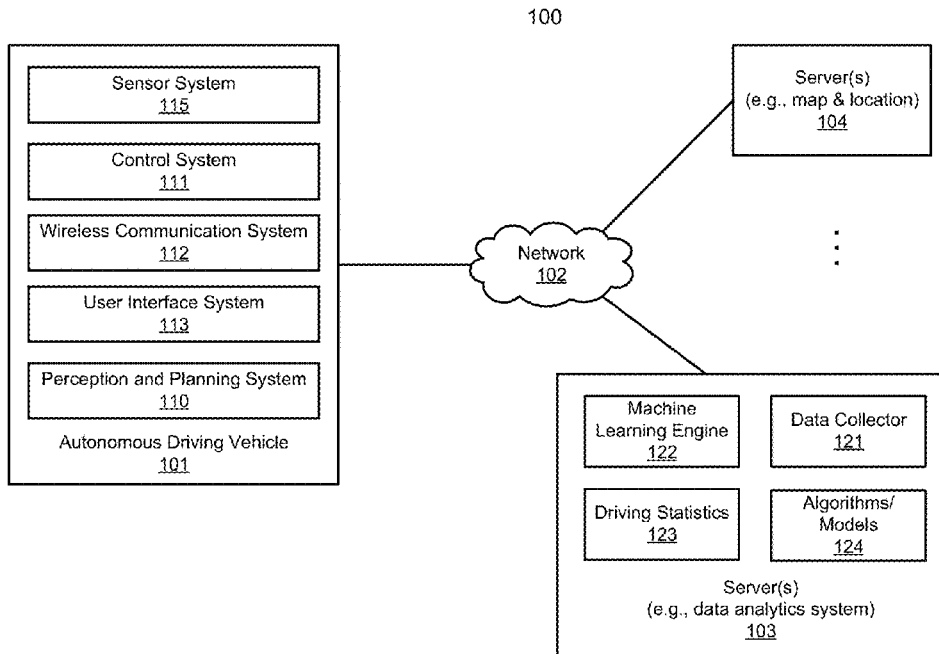 100
Sensor System
115
Control System
111
Wireless Communication System
112
User Interface System
113
Perception and Planning System
110
Autonomous Driving Vehicle
101
Network
102
Server(s)
(e.g., map & location)
104
Machine
Learning Engine
122
Data Collector
121
Driving Statistics
123
Algorithms/
Models
124
Server(s)
(e.g., data analytics system)
103